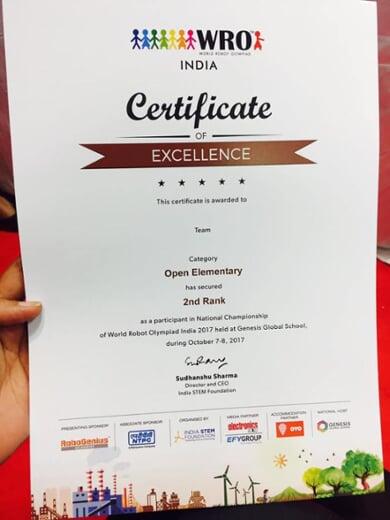 WRO
WORLD ROBOT OLYMPIAD
INDIA
Certificate
OF
EXCELLENCE
This certificate is awarded to
Team
Category
Open Elementary
has secured
2nd Rank
as a participant in National Championship
of World Robot Olympiad India 2017 held at Genesis Global School,
during October 7-8, 2017
Sudhanshu Sharma
Director and CEO
India STEM Foundation
PRESENTING SPONSOR
ASSOCIATE SPONSOR
ORGANISED BY
MEDIA PARTNER
ACCOMMODATION PARTNER
NATIONAL HOST
RoboGenius
एनटीपीसी
NTPC
INDIA STEM
FOUNDATION
electronics
EFYGROUP
OYO
GENESIS